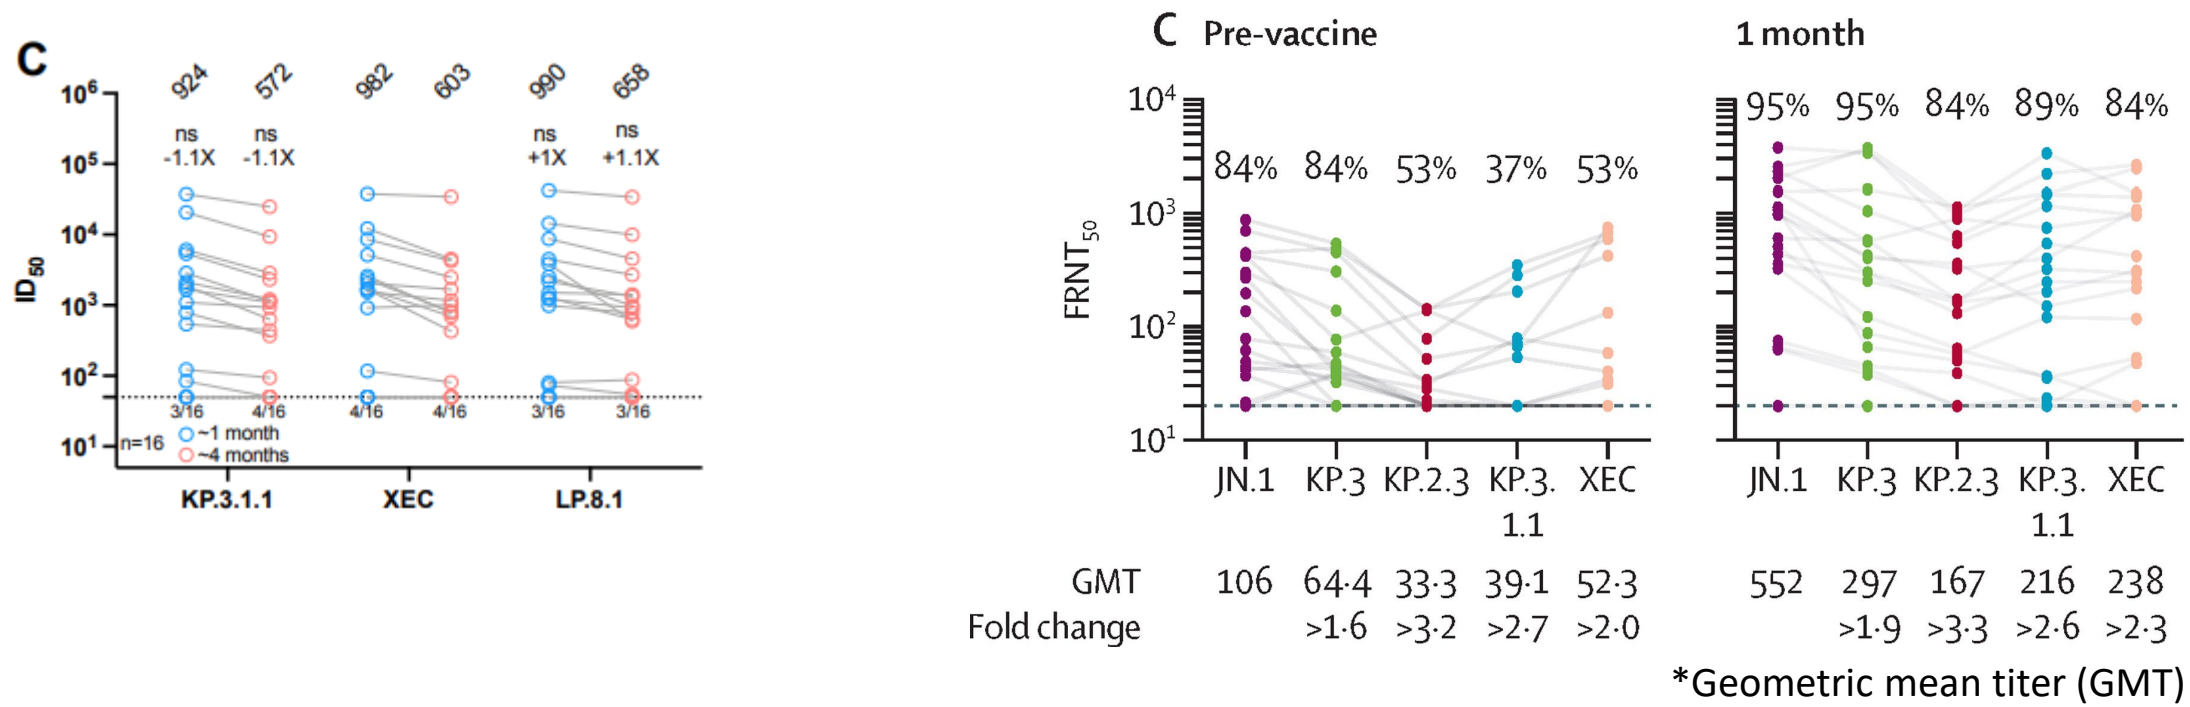 C
924 572 982 603 990 658
ns ns ns ns
-1.1X -1.1X +1X +1.1X
10⁶
10⁵
10⁴
10³
10²
10¹
ID₅₀
3/16 4/16 4/16 4/16 3/16 3/16
n=16
~1 month
~4 months
KP.3.1.1 XEC LP.8.1
C Pre-vaccine
10⁴
10³
10²
10¹
FRNT₅₀
84% 84% 53% 37% 53%
JN.1 KP.3 KP.2.3 KP.3. XEC
1.1
1 month
95% 95% 84% 89% 84%
JN.1 KP.3 KP.2.3 KP.3. XEC
1.1
GMT 106 64·4 33·3 39·1 52·3 552 297 167 216 238
Fold change >1·6 >3·2 >2·7 >2·0 >1·9 >3·3 >2·6 >2·3
*Geometric mean titer (GMT)